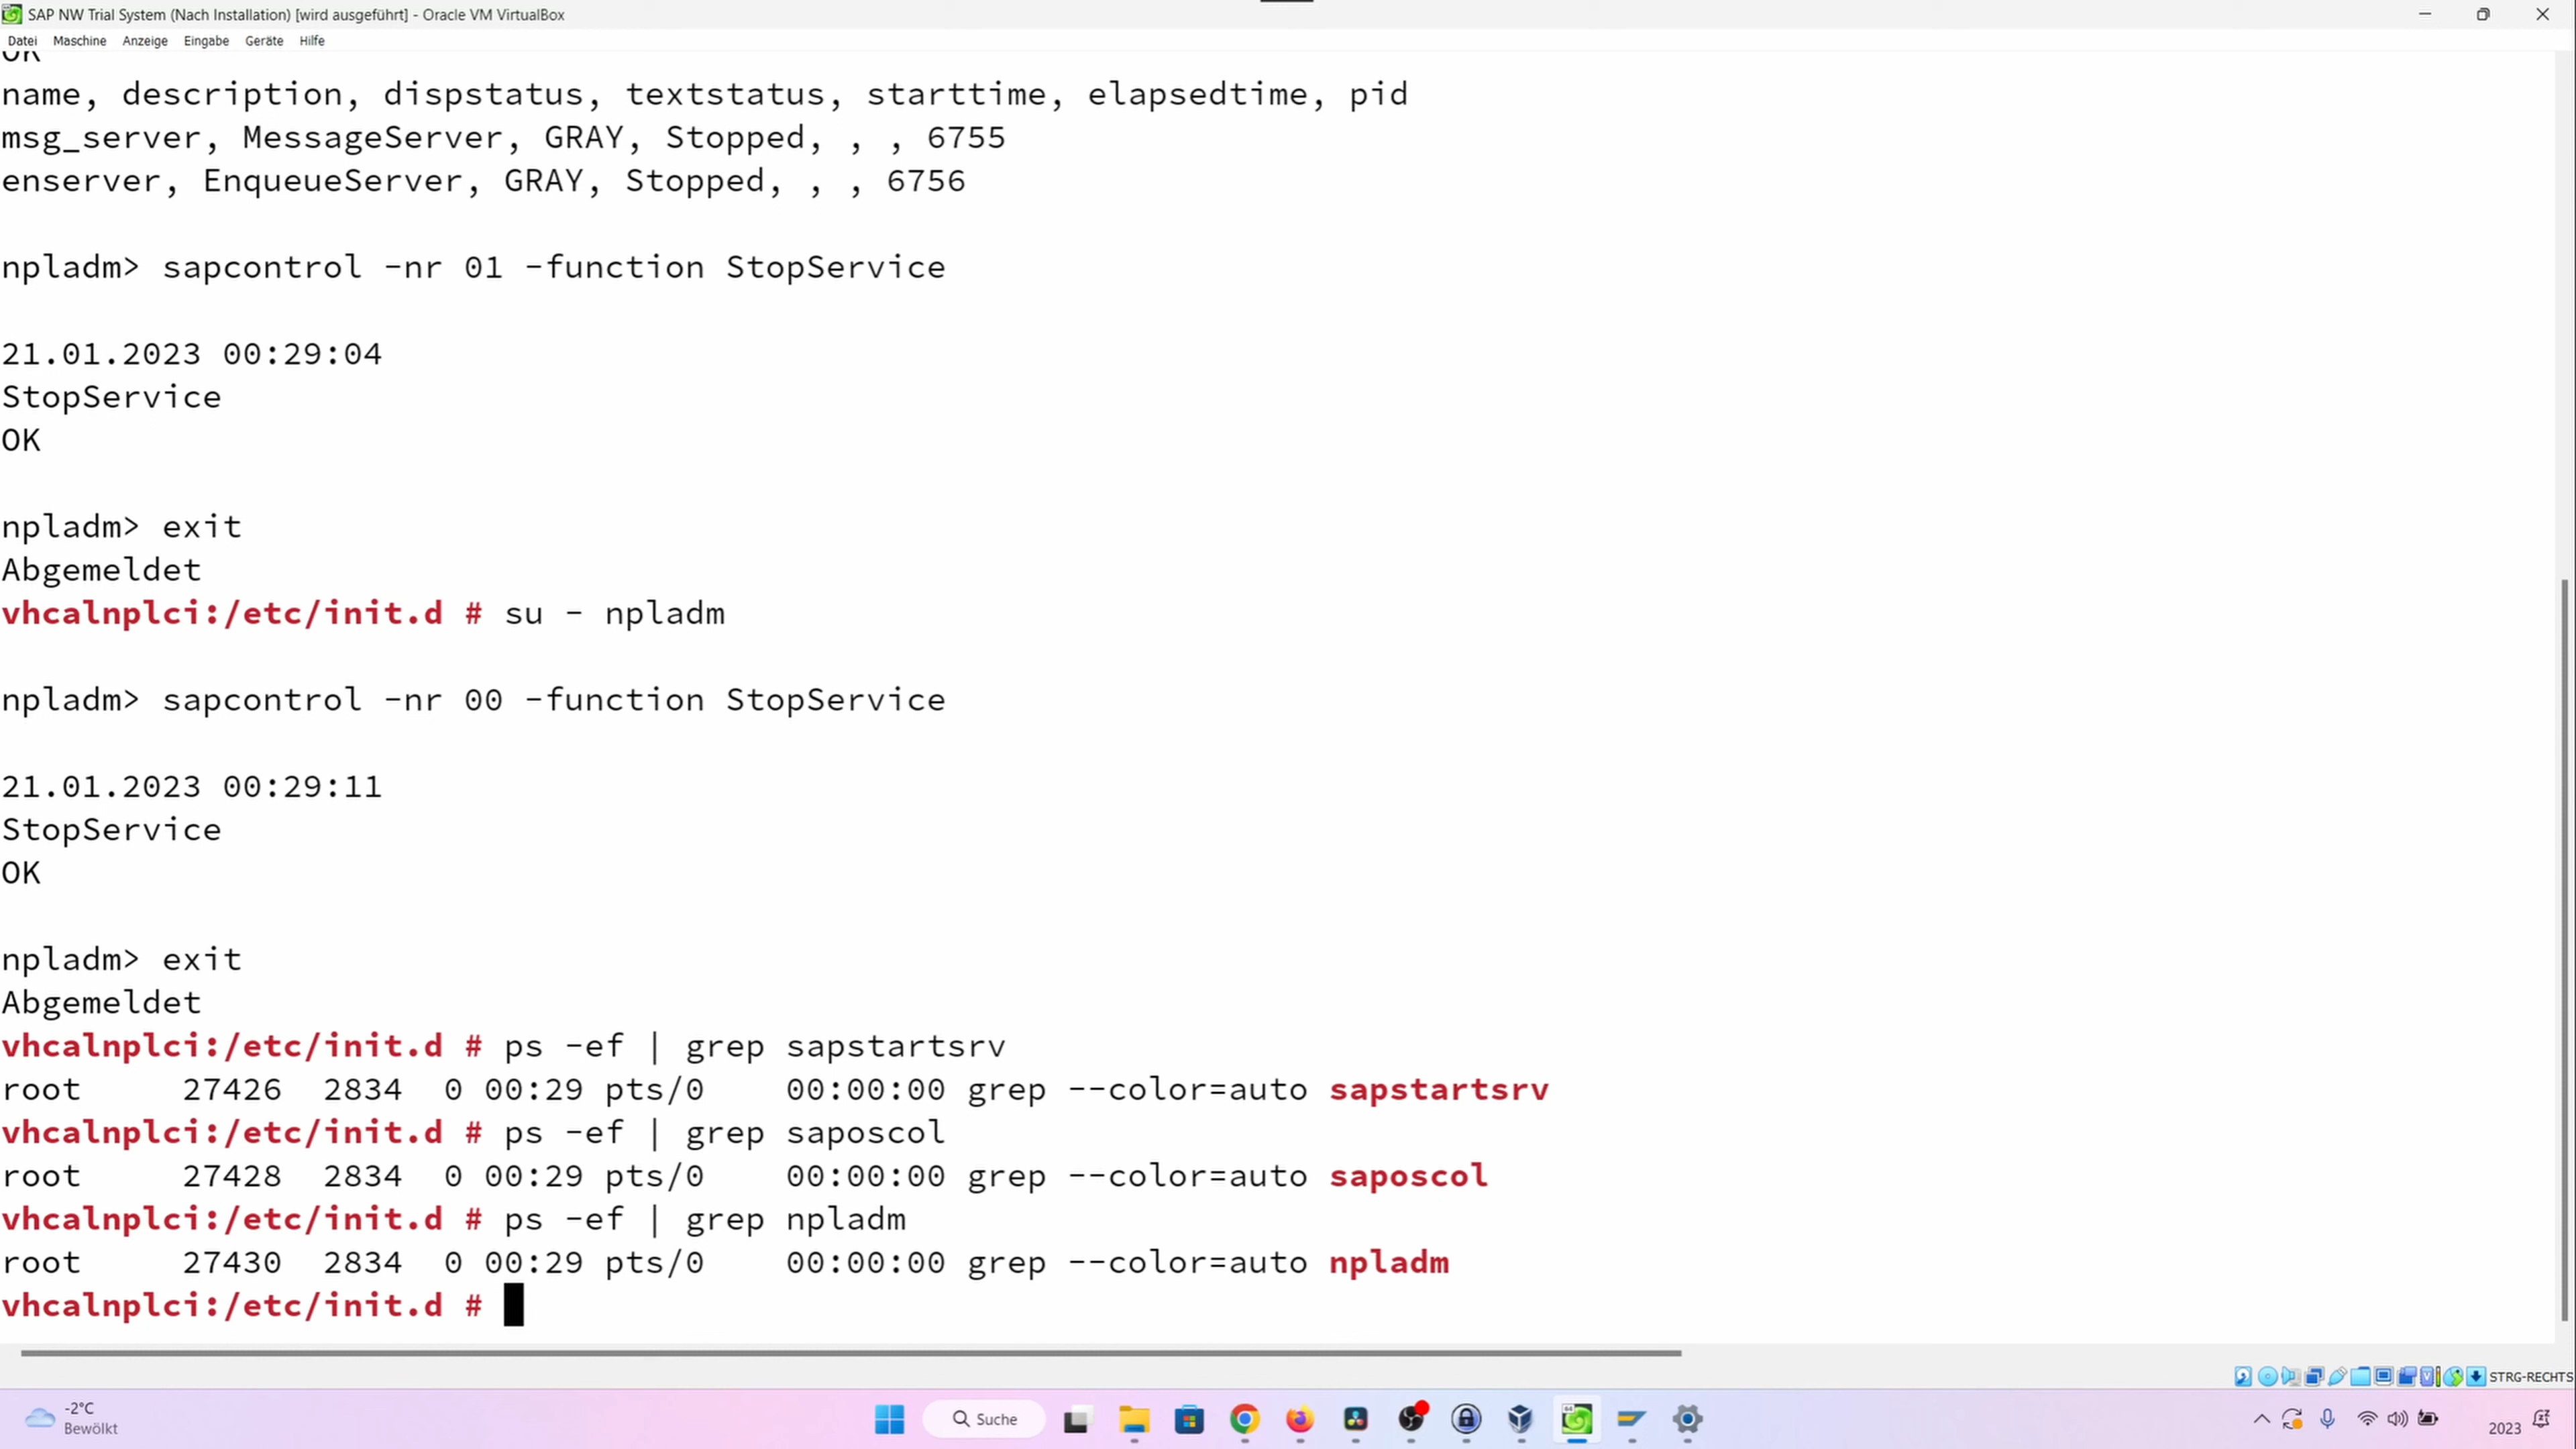 SAP NW Trial System (Nach Installation) [wird ausgeführt] - Oracle VM VirtualBox
Datei Maschine Anzeige Eingabe Geräte Hilfe
OK
name, description, dispstatus, textstatus, starttime, elapsedtime, pid
msg_server, MessageServer, GRAY, Stopped, , , 6755
enserver, EnqueueServer, GRAY, Stopped, , , 6756
npladm> sapcontrol -nr 01 -function StopService
21.01.2023 00:29:04
StopService
OK
npladm> exit
Abgemeldet
vhcalnplci:/etc/init.d # su - npladm
npladm> sapcontrol -nr 00 -function StopService
21.01.2023 00:29:11
StopService
OK
npladm> exit
Abgemeldet
vhcalnplci:/etc/init.d # ps -ef | grep sapstartsrv
root 27426 2834 0 00:29 pts/0 00:00:00 grep --color=auto sapstartsrv
vhcalnplci:/etc/init.d # ps -ef | grep saposcol
root 27428 2834 0 00:29 pts/0 00:00:00 grep --color=auto saposcol
vhcalnplci:/etc/init.d # ps -ef | grep npladm
root 27430 2834 0 00:29 pts/0 00:00:00 grep --color=auto npladm
vhcalnplci:/etc/init.d #
STRG-RECHTS
-2°C
Bewölkt
Suche
2023